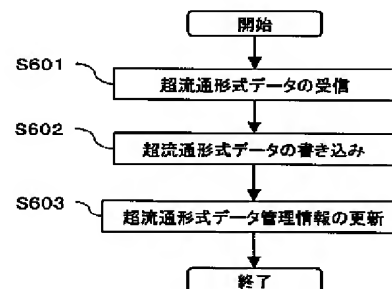 開始
S601
超流通形式データの受信
S602
超流通形式データの書き込み
S603
超流通形式データ管理情報の更新
終了